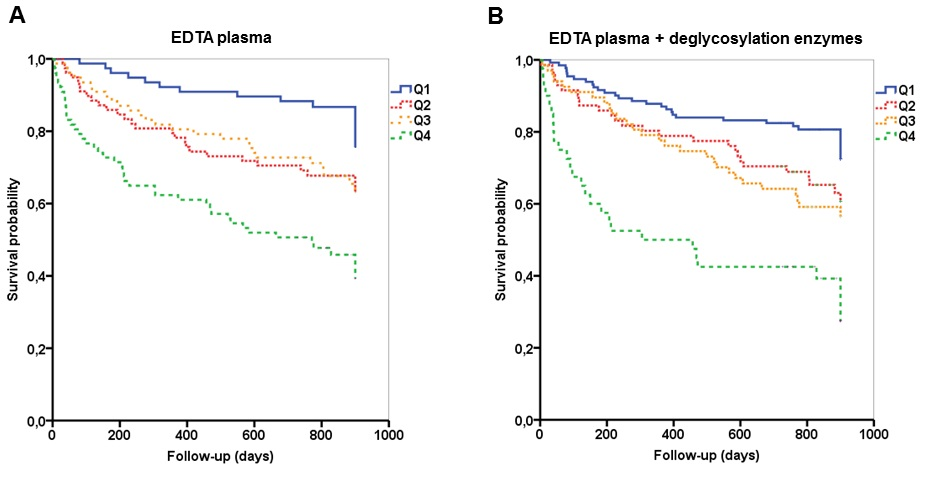 A
EDTA plasma
Survival probability
1,0
0,8
0,6
0,4
0,2
0,0
0 200 400 600 800 1000
Follow-up (days)
Q1
Q2
Q3
Q4
B
EDTA plasma + deglycosylation enzymes
Survival probability
1,0
0,8
0,6
0,4
0,2
0,0
0 200 400 600 800 1000
Follow-up (days)
Q1
Q2
Q3
Q4